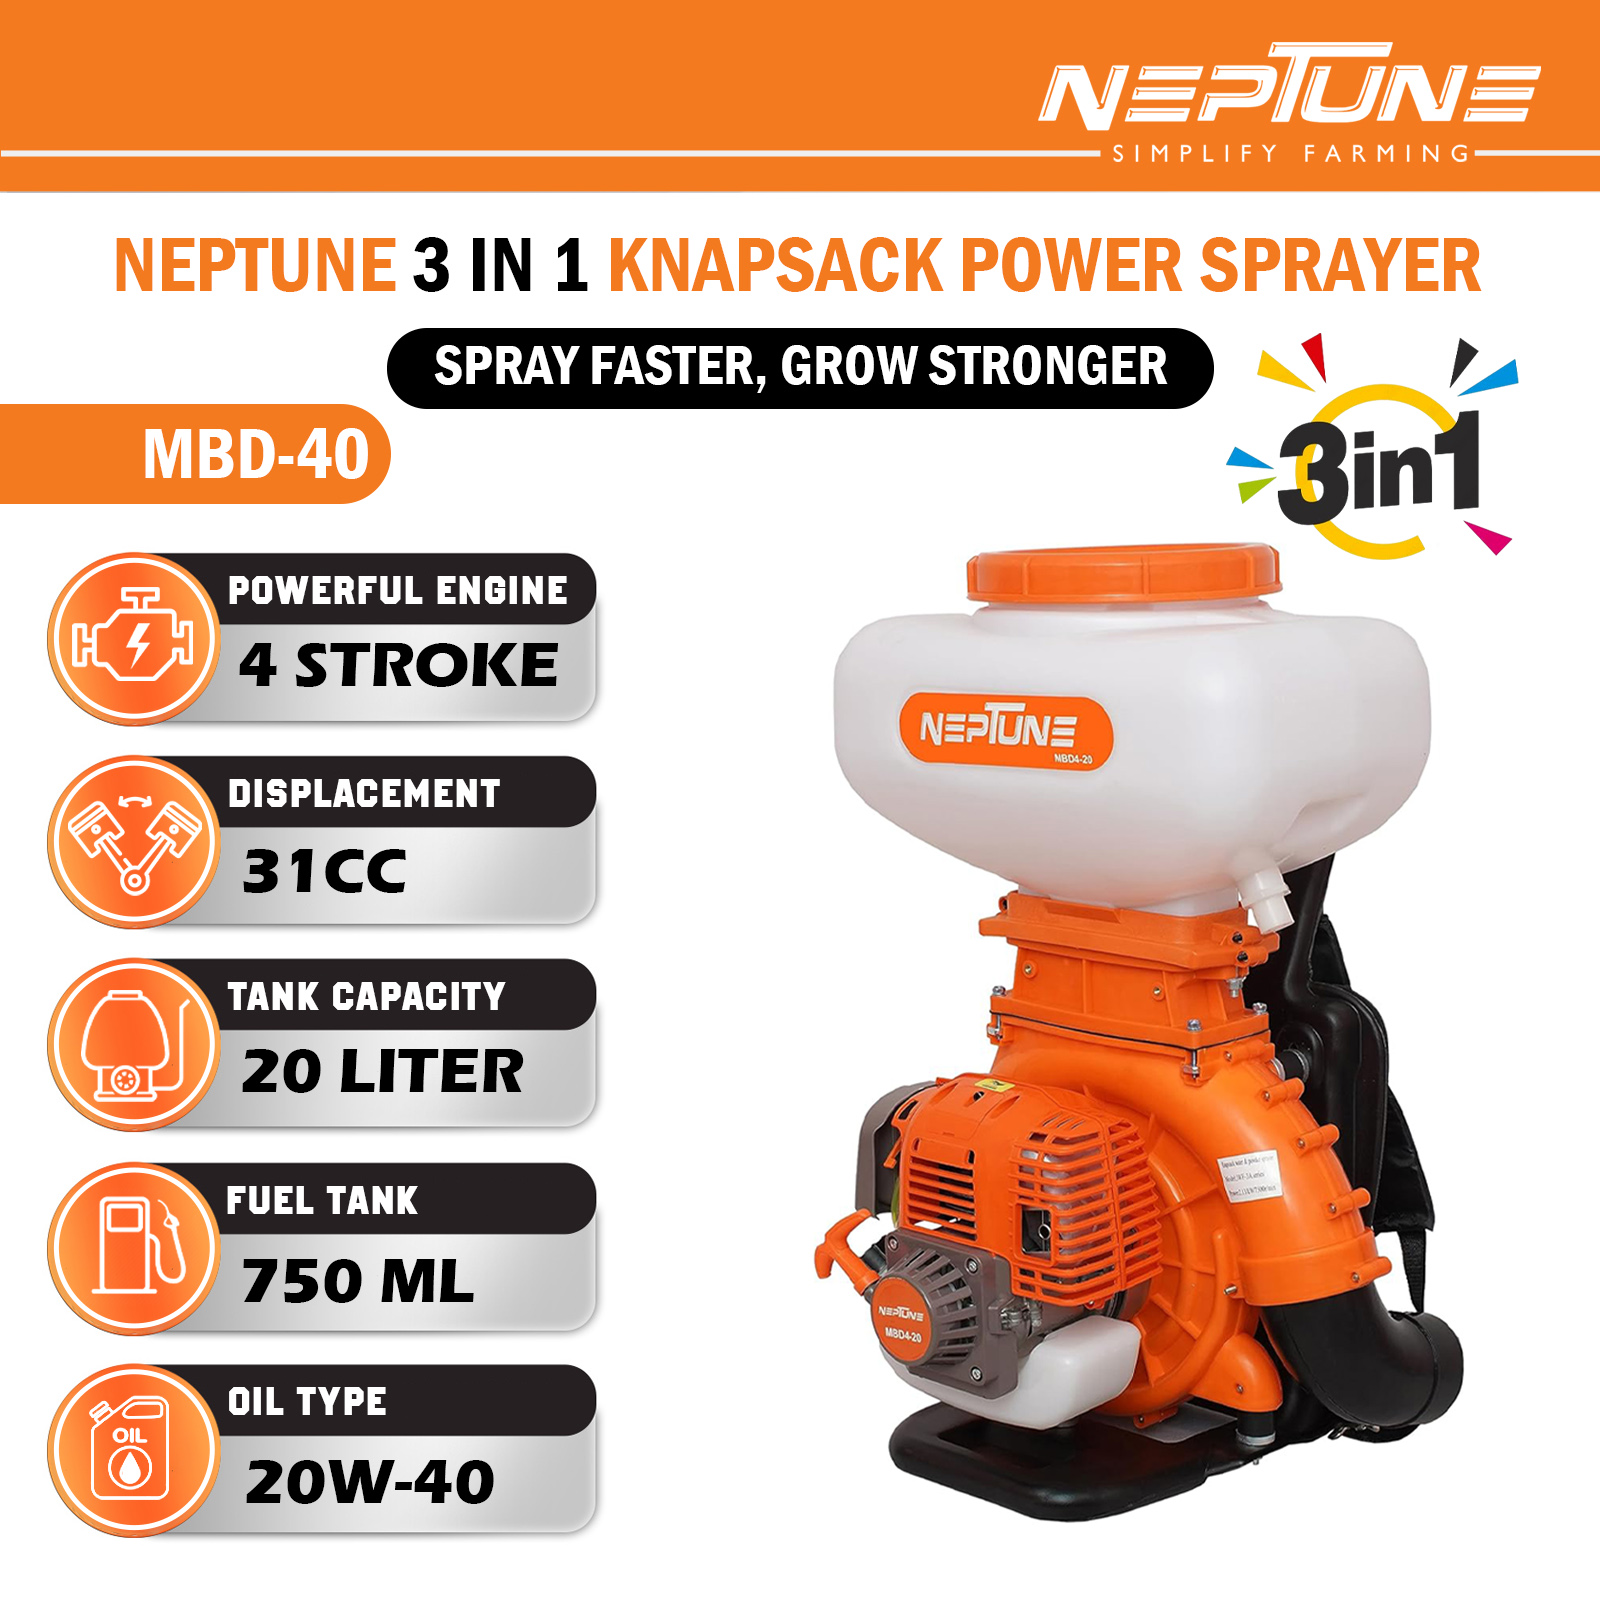 NEPTUNE
SIMPLIFY FARMING
NEPTUNE 3 IN 1 KNAPSACK POWER SPRAYER
SPRAY FASTER, GROW STRONGER
3in1
MBD-40
POWERFUL ENGINE
4 STROKE
DISPLACEMENT
31CC
TANK CAPACITY
20 LITER
FUEL TANK
750 ML
OIL TYPE
OIL
20W-40
NEPTUNE
NBD4-20
NEPTUNE
MBD4-20